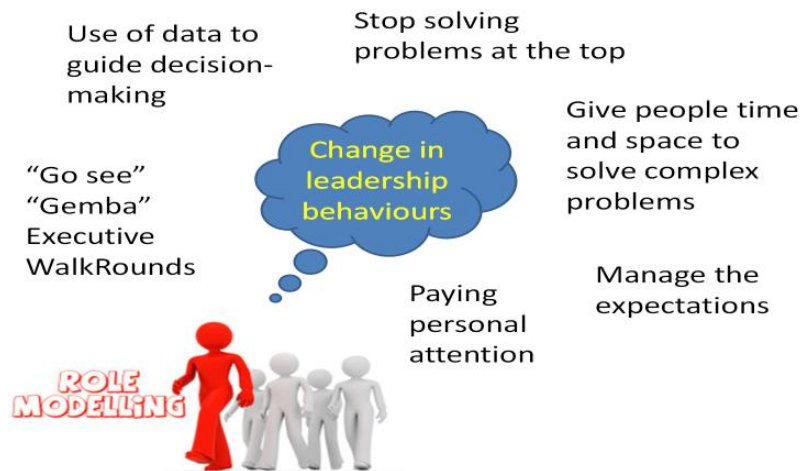 Use of data to
guide decision-
making
Stop solving
problems at the top
Give people time
and space to
solve complex
problems
Change in
leadership
behaviours
“Go see”
“Gemba”
Executive
WalkRounds
Manage the
expectations
Paying
personal
attention
ROLE
MODELLING